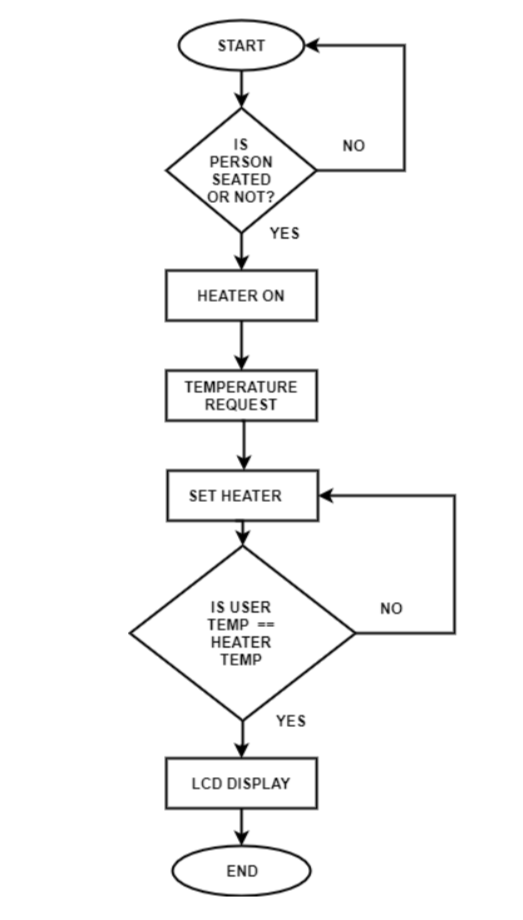 START
IS
PERSON
SEATED
OR NOT?
NO
YES
HEATER ON
TEMPERATURE
REQUEST
SET HEATER
IS USER
TEMP ==
HEATER
TEMP
NO
YES
LCD DISPLAY
END